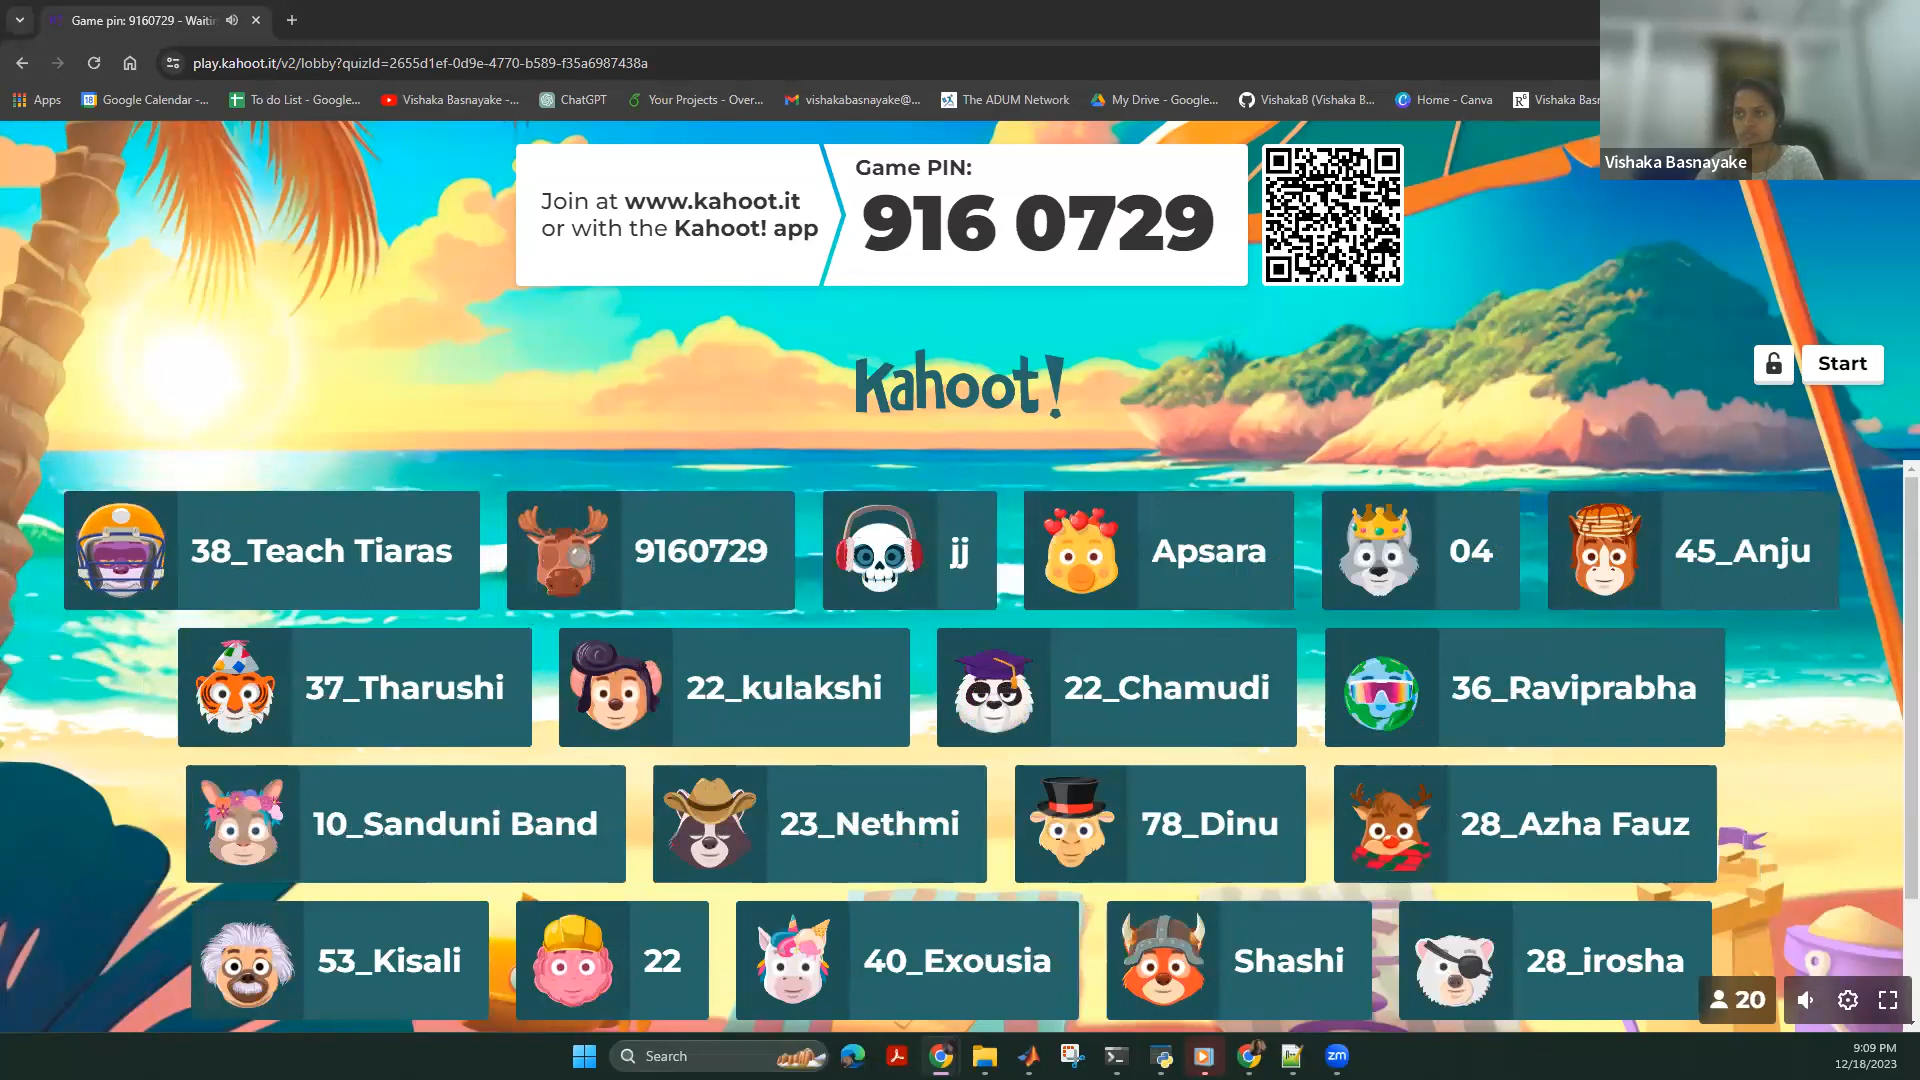 Game pin: 9160729 - Waitin
play.kahoot.it/v2/lobby?quizId=2655d1ef-0d9e-4770-b589-f35a6987438a
Apps
Google Calendar -...
To do List - Google...
Vishaka Basnayake -...
ChatGPT
Your Projects - Over...
vishakabasnayake@...
The ADUM Network
My Drive - Google...
VishakaB (Vishaka B...
Home - Canva
Vishaka Basn
Vishaka Basnayake
Join at www.kahoot.it
or with the Kahoot! app
Game PIN:
916 0729
Kahoot!
Start
38_Teach Tiaras
9160729
jj
Apsara
04
45_Anju
37_Tharushi
22_kulakshi
22_Chamudi
36_Raviprabha
10_Sanduni Band
23_Nethmi
78_Dinu
28_Azha Fauz
53_Kisali
22
40_Exousia
Shashi
28_irosha
20
Search
zm
9:09 PM
12/18/2023